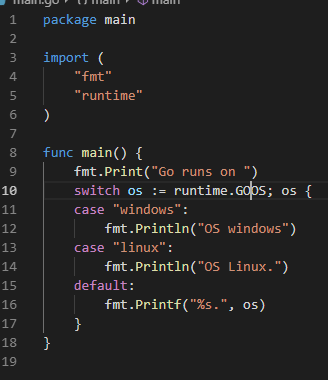 main.go > {} main > main
1 package main
2
3 import (
4     "fmt"
5     "runtime"
6 )
7
8 func main() {
9     fmt.Print("Go runs on ")
10     switch os := runtime.GOOS; os {
11     case "windows":
12         fmt.Println("OS windows")
13     case "linux":
14         fmt.Println("OS Linux.")
15     default:
16         fmt.Printf("%s.", os)
17     }
18 }
19